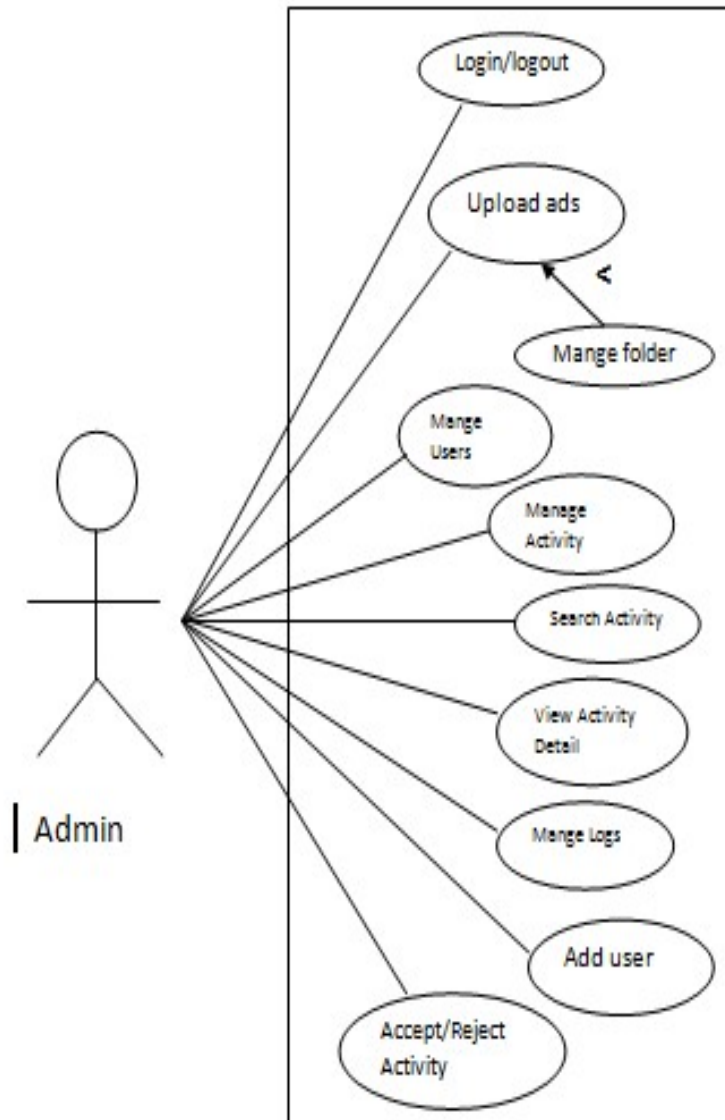 Login/logout
Upload ads
<
Mange folder
Mange
Users
Manage
Activity
Search Activity
View Activity
Detail
Mange Logs
Admin
Add user
Accept/Reject
Activity